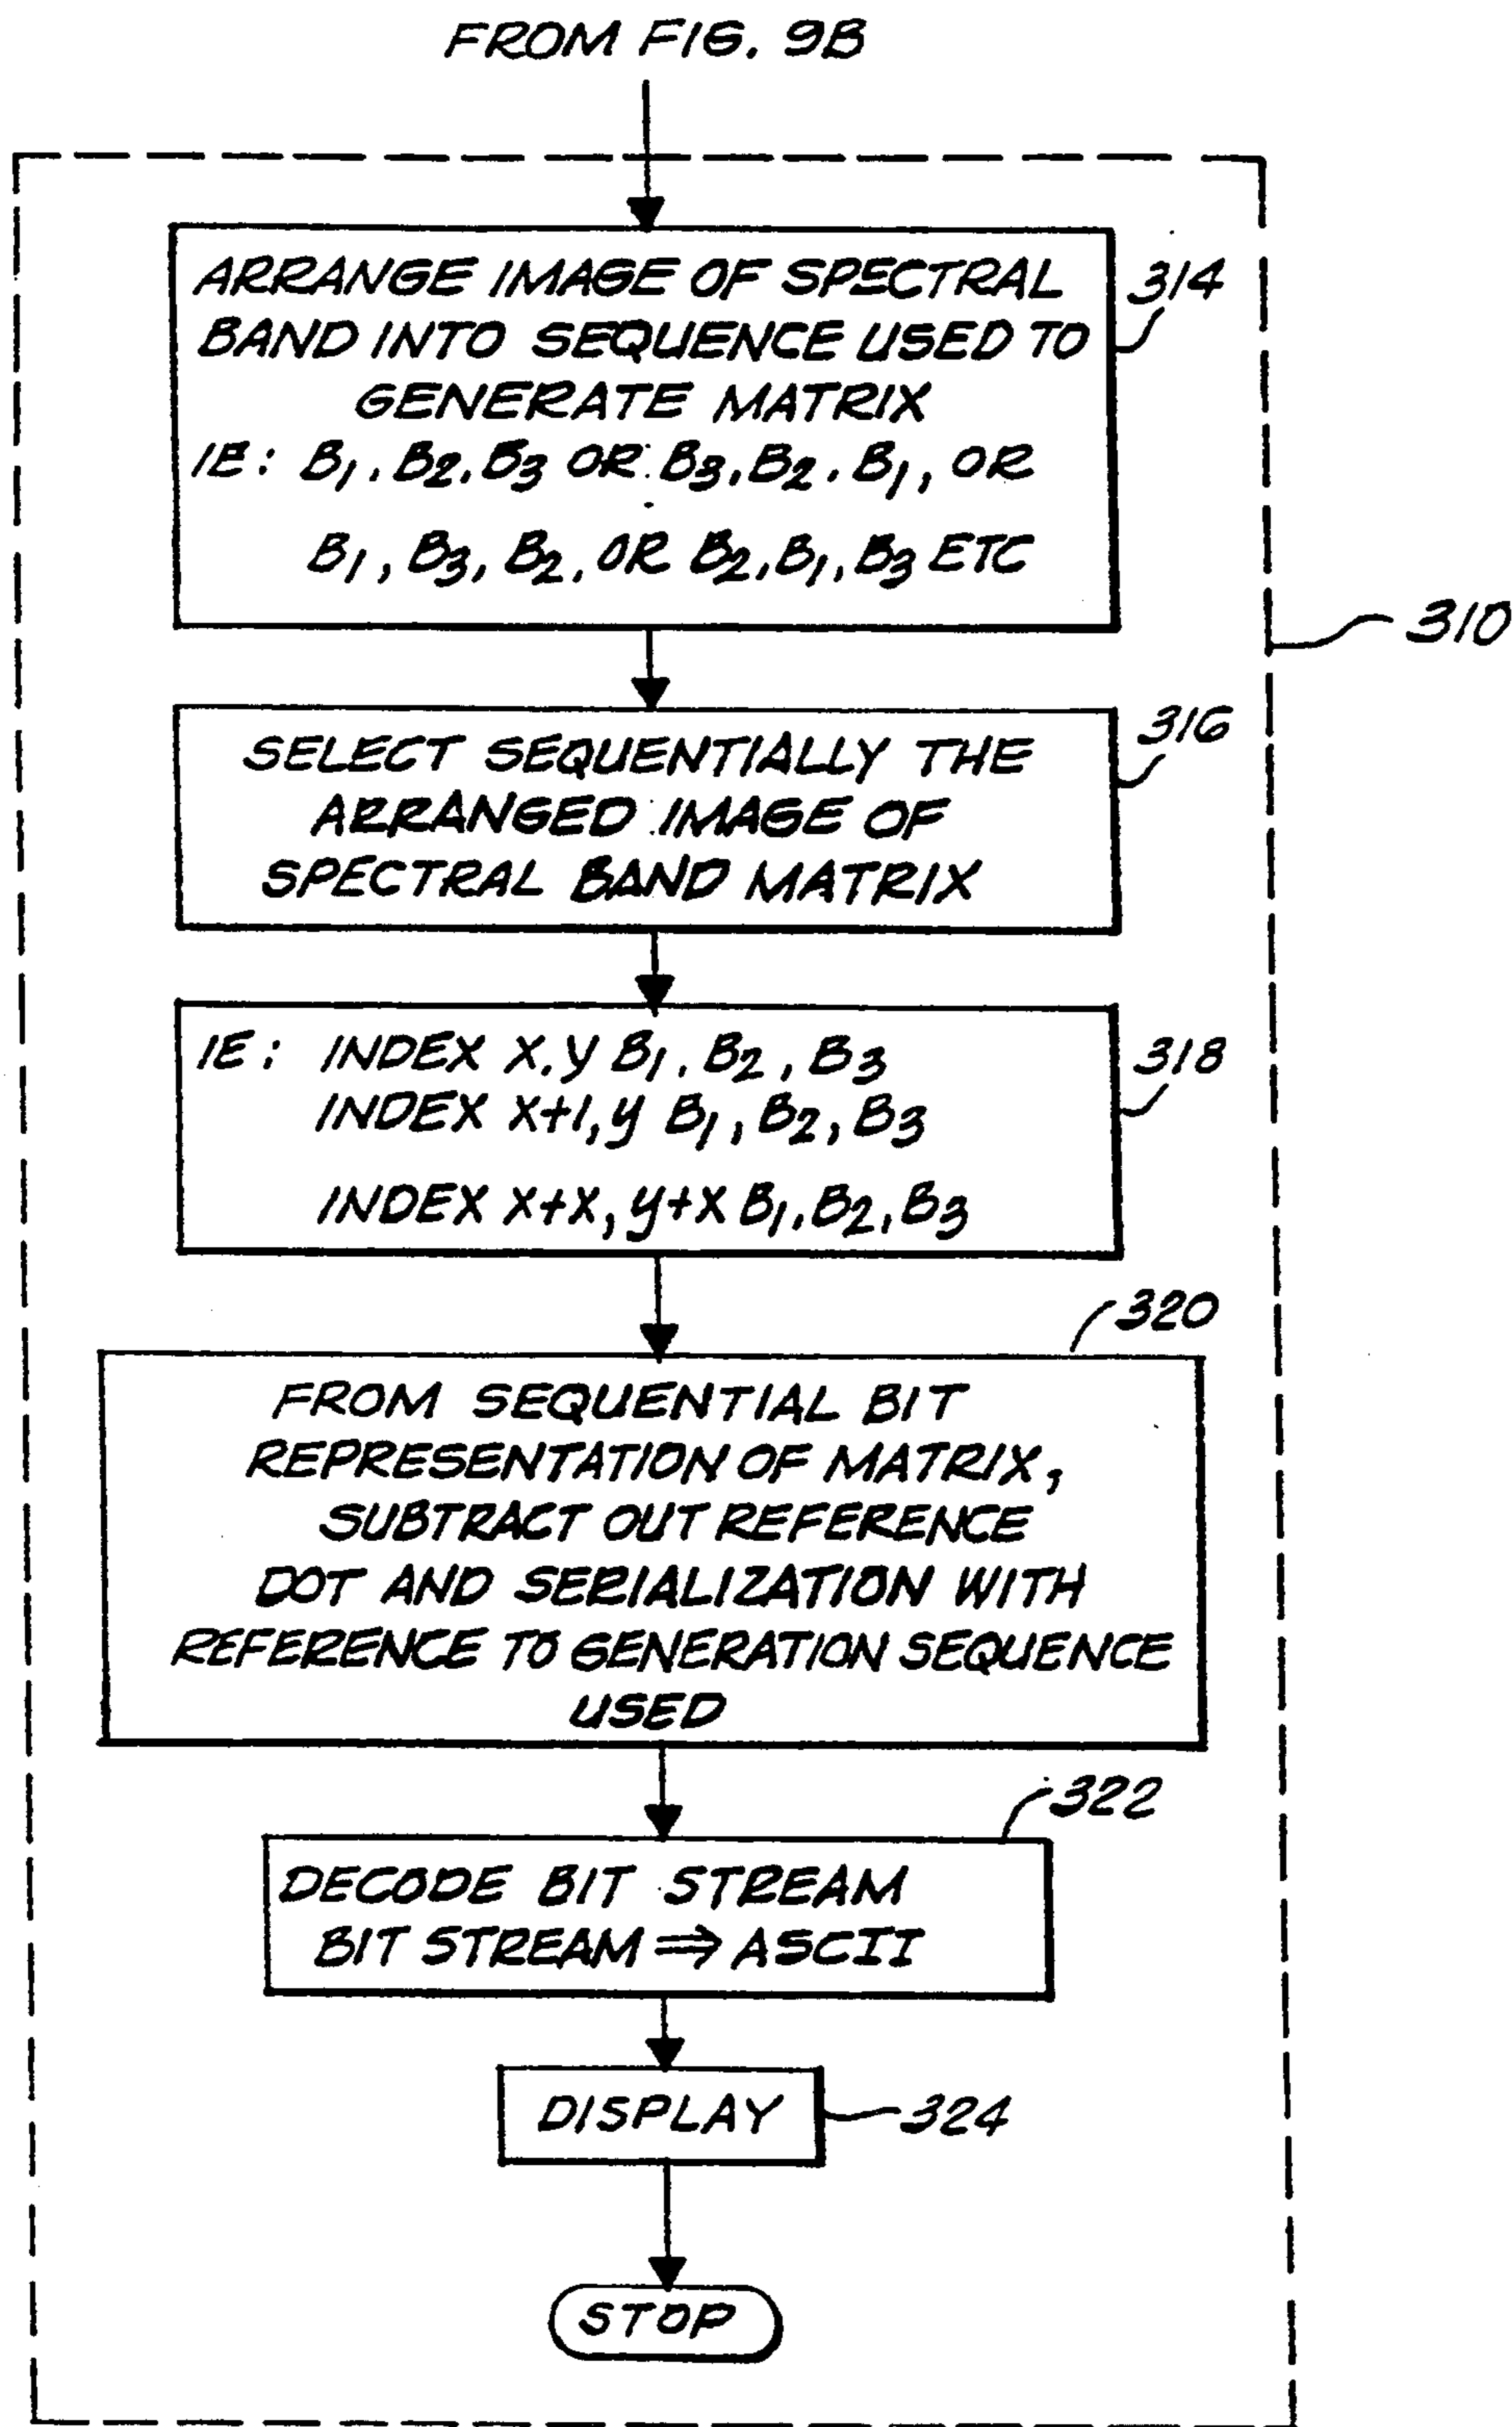 FROM FIG. 9B
ARRANGE IMAGE OF SPECTRAL
BAND INTO SEQUENCE USED TO
GENERATE MATRIX
IE: B1, B2, B3 OR B3, B2, B1, OR
B1, B3, B2, OR B2, B1, B3 ETC
314
310
SELECT SEQUENTIALLY THE
ARRANGED IMAGE OF
SPECTRAL BAND MATRIX
316
IE: INDEX X, Y B1, B2, B3
INDEX X+1, Y B1, B2, B3
INDEX X+X, Y+X B1, B2, B3
318
320
FROM SEQUENTIAL BIT
REPRESENTATION OF MATRIX,
SUBTRACT OUT REFERENCE
DOT AND SERIALIZATION WITH
REFERENCE TO GENERATION SEQUENCE
USED
322
DECODE BIT STREAM
BIT STREAM ⇒ ASCII
DISPLAY
324
STOP